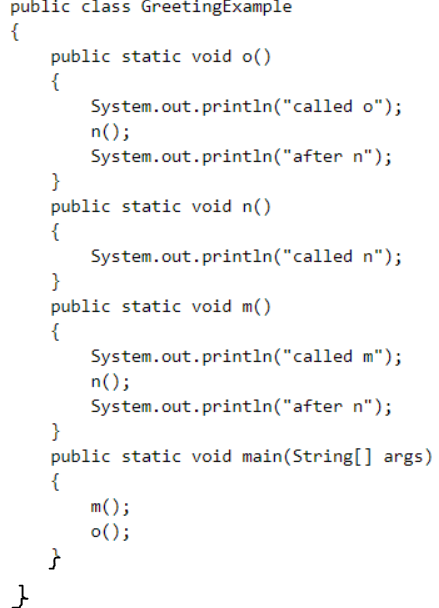 public class GreetingExample
{
    public static void o()
    {
        System.out.println("called o");
        n();
        System.out.println("after n");
    }
    public static void n()
    {
        System.out.println("called n");
    }
    public static void m()
    {
        System.out.println("called m");
        n();
        System.out.println("after n");
    }
    public static void main(String[] args)
    {
        m();
        o();
    }
}